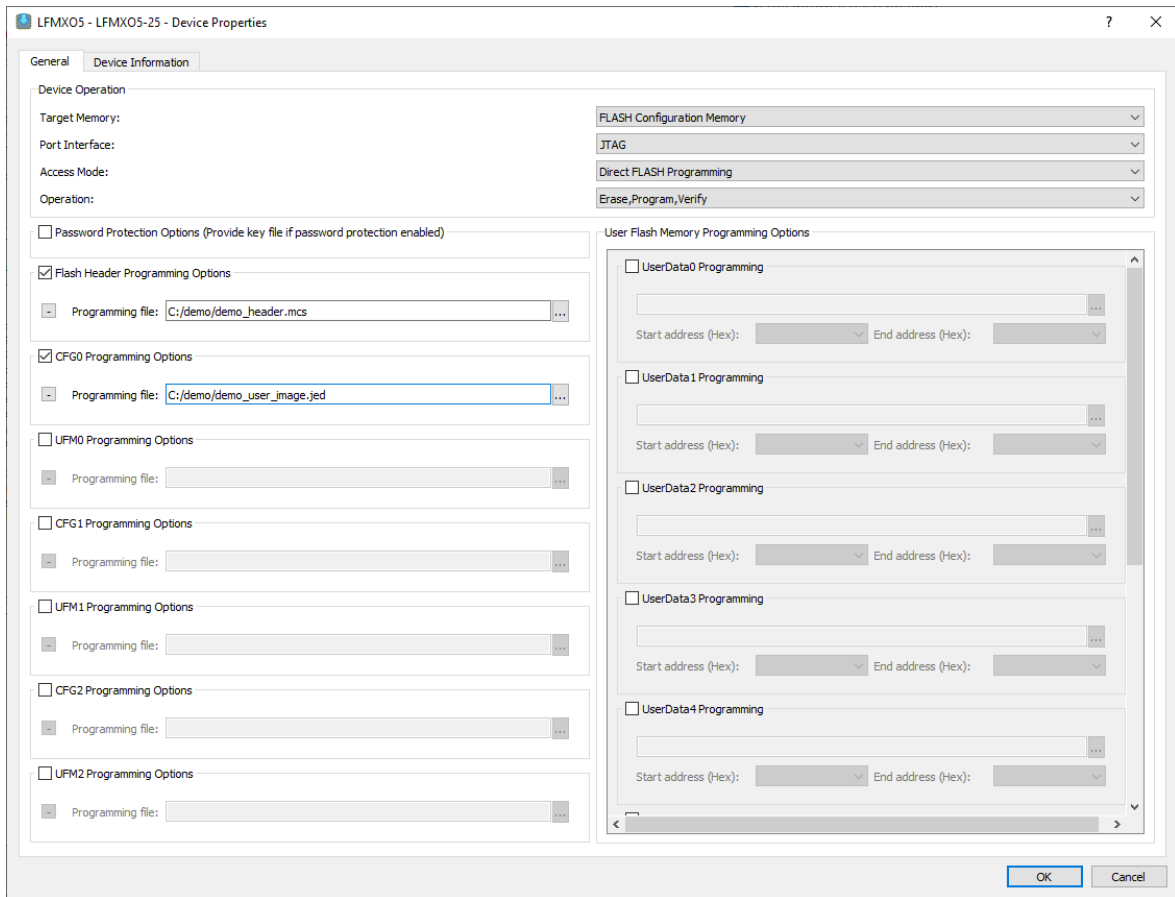 LFMXO5 - LFMXO5-25 - Device Properties
General Device Information
Device Operation
Target Memory: FLASH Configuration Memory
Port Interface: JTAG
Access Mode: Direct FLASH Programming
Operation: Erase,Program,Verify
Password Protection Options (Provide key file if password protection enabled)
Flash Header Programming Options
- Programming file: C:/demo/demo_header.mcs ...
CFG0 Programming Options
- Programming file: C:/demo/demo_user_image.jed ...
UFM0 Programming Options
- Programming file: ...
CFG1 Programming Options
- Programming file: ...
UFM1 Programming Options
- Programming file: ...
CFG2 Programming Options
- Programming file: ...
UFM2 Programming Options
- Programming file: ...
User Flash Memory Programming Options
UserData0 Programming
...
Start address (Hex): End address (Hex):
UserData1 Programming
...
Start address (Hex): End address (Hex):
UserData2 Programming
...
Start address (Hex): End address (Hex):
UserData3 Programming
...
Start address (Hex): End address (Hex):
UserData4 Programming
...
Start address (Hex): End address (Hex):
OK Cancel